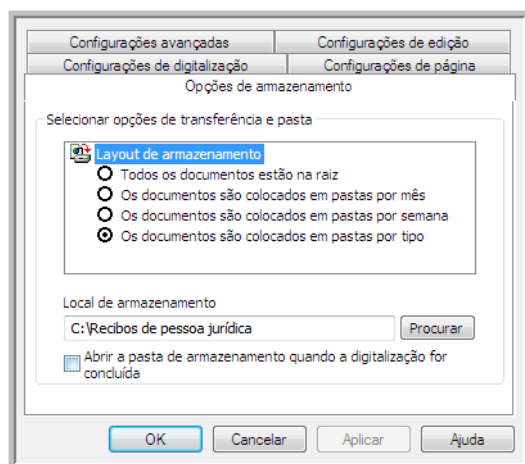 Configurações avançadas
Configurações de edição
Configurações de digitalização
Configurações de página
Opções de armazenamento
Selecionar opções de transferência e pasta
Layout de armazenamento
Todos os documentos estão na raiz
Os documentos são colocados em pastas por mês
Os documentos são colocados em pastas por semana
Os documentos são colocados em pastas por tipo
Local de armazenamento
C:\Recibos de pessoa jurídica
Procurar
Abrir a pasta de armazenamento quando a digitalização for
concluída
OK
Cancelar
Aplicar
Ajuda